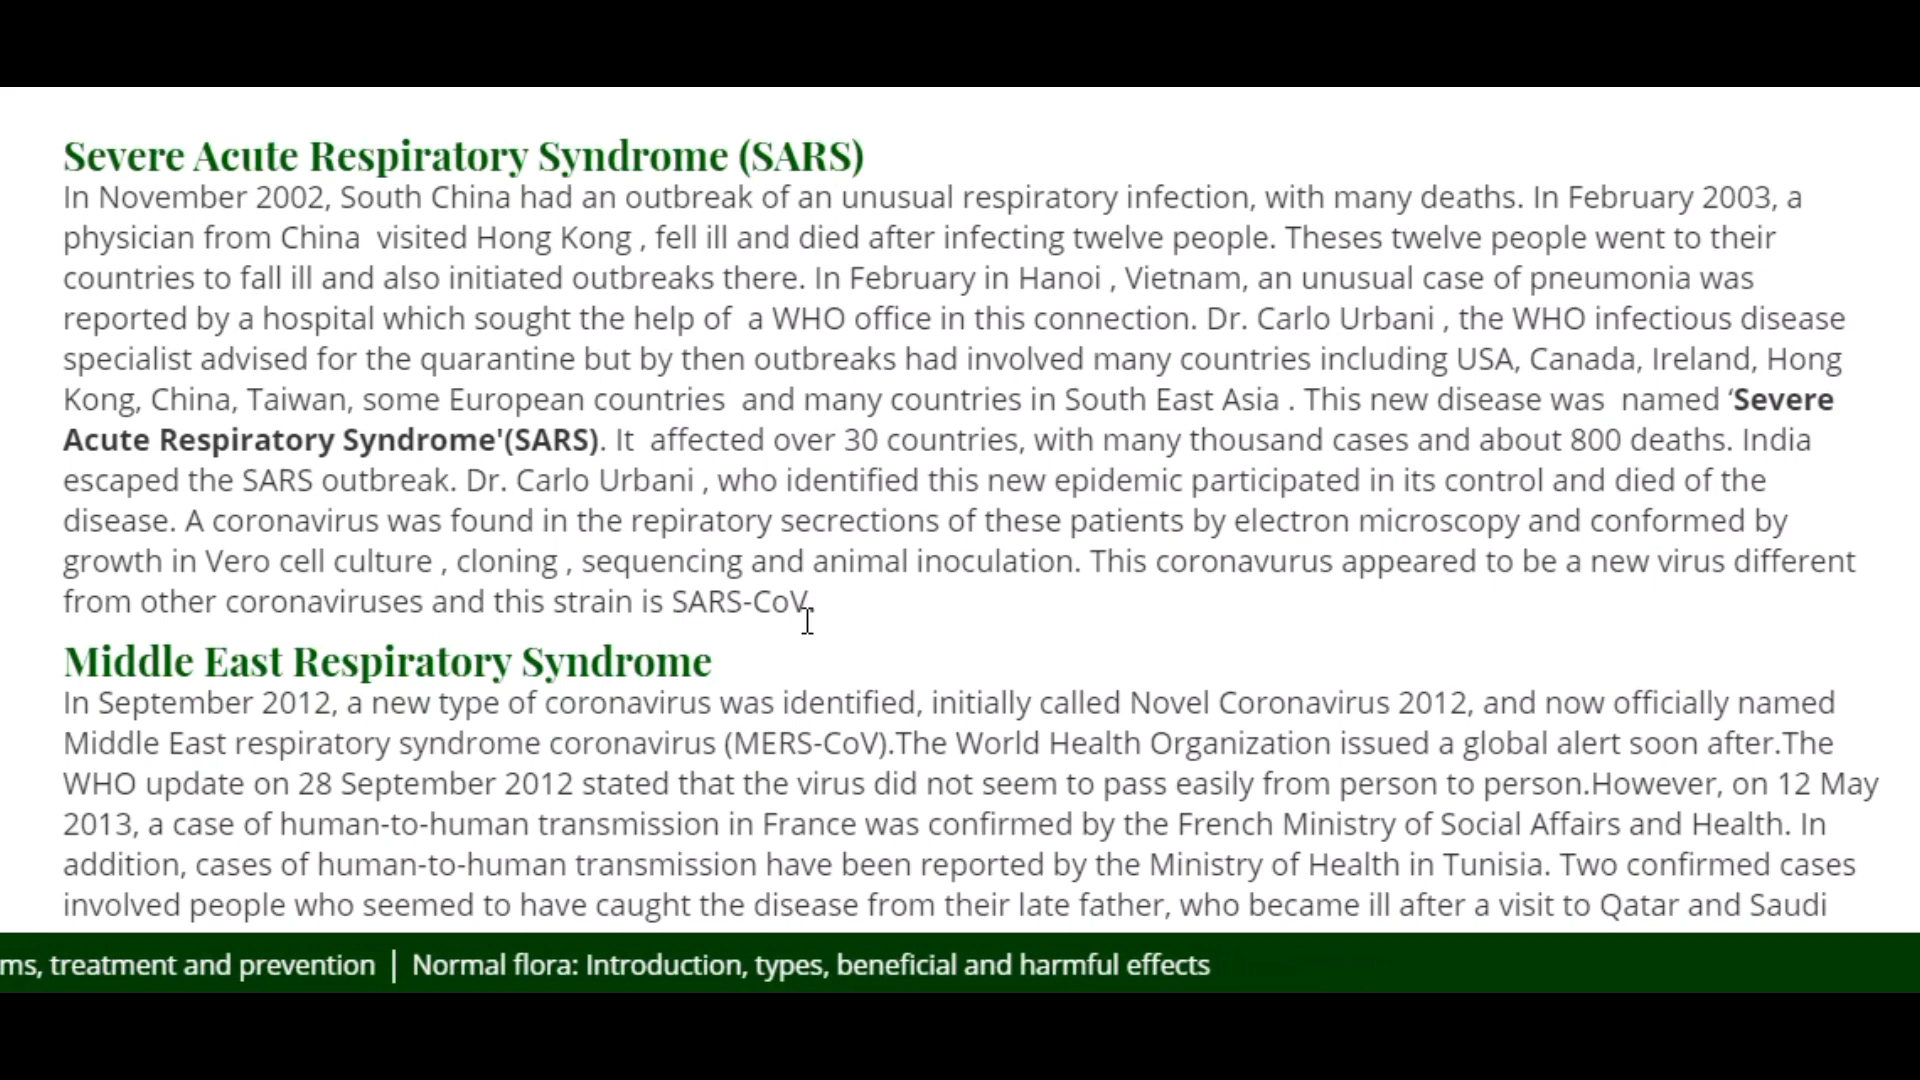 Severe Acute Respiratory Syndrome (SARS)
In November 2002, South China had an outbreak of an unusual respiratory infection, with many deaths. In February 2003, a
physician from China  visited Hong Kong , fell ill and died after infecting twelve people. Theses twelve people went to their
countries to fall ill and also initiated outbreaks there. In February in Hanoi , Vietnam, an unusual case of pneumonia was
reported by a hospital which sought the help of  a WHO office in this connection. Dr. Carlo Urbani , the WHO infectious disease
specialist advised for the quarantine but by then outbreaks had involved many countries including USA, Canada, Ireland, Hong
Kong, China, Taiwan, some European countries  and many countries in South East Asia . This new disease was  named ‘Severe
Acute Respiratory Syndrome'(SARS). It  affected over 30 countries, with many thousand cases and about 800 deaths. India
escaped the SARS outbreak. Dr. Carlo Urbani , who identified this new epidemic participated in its control and died of the
disease. A coronavirus was found in the repiratory secrections of these patients by electron microscopy and conformed by
growth in Vero cell culture , cloning , sequencing and animal inoculation. This coronavurus appeared to be a new virus different
from other coronaviruses and this strain is SARS-CoV.
Middle East Respiratory Syndrome
In September 2012, a new type of coronavirus was identified, initially called Novel Coronavirus 2012, and now officially named
Middle East respiratory syndrome coronavirus (MERS-CoV).The World Health Organization issued a global alert soon after.The
WHO update on 28 September 2012 stated that the virus did not seem to pass easily from person to person.However, on 12 May
2013, a case of human-to-human transmission in France was confirmed by the French Ministry of Social Affairs and Health. In
addition, cases of human-to-human transmission have been reported by the Ministry of Health in Tunisia. Two confirmed cases
involved people who seemed to have caught the disease from their late father, who became ill after a visit to Qatar and Saudi
ms, treatment and prevention | Normal flora: Introduction, types, beneficial and harmful effects